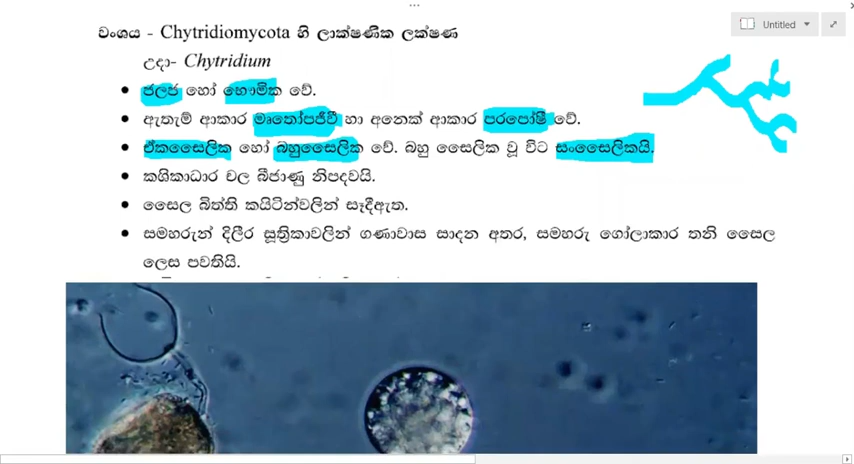 Untitled
වංශය - Chytridiomycota හි ලාක්ෂණික ලක්ෂණ
උදා- Chytridium
• ජලජ හෝ භෞමික වේ.
• ඇතැම් ආකාර මෘතෝපජීවී හා අනෙක් ආකාර පරපෝෂී වේ.
• ඒකසෛලික හෝ බහුසෛලික වේ. බහු සෛලික වූ විට සංසෛලිකයි.
• කශිකාධාර චල බීජාණු නිපදවයි.
• සෛල බිත්ති කයිටින්වලින් සෑදීඇත.
• සමහරුන් දිලීර සූත්‍රිකාවලින් ගණාවාස සාදන අතර, සමහරු ගෝලාකාර තනි සෛල
ලෙස පවතියි.